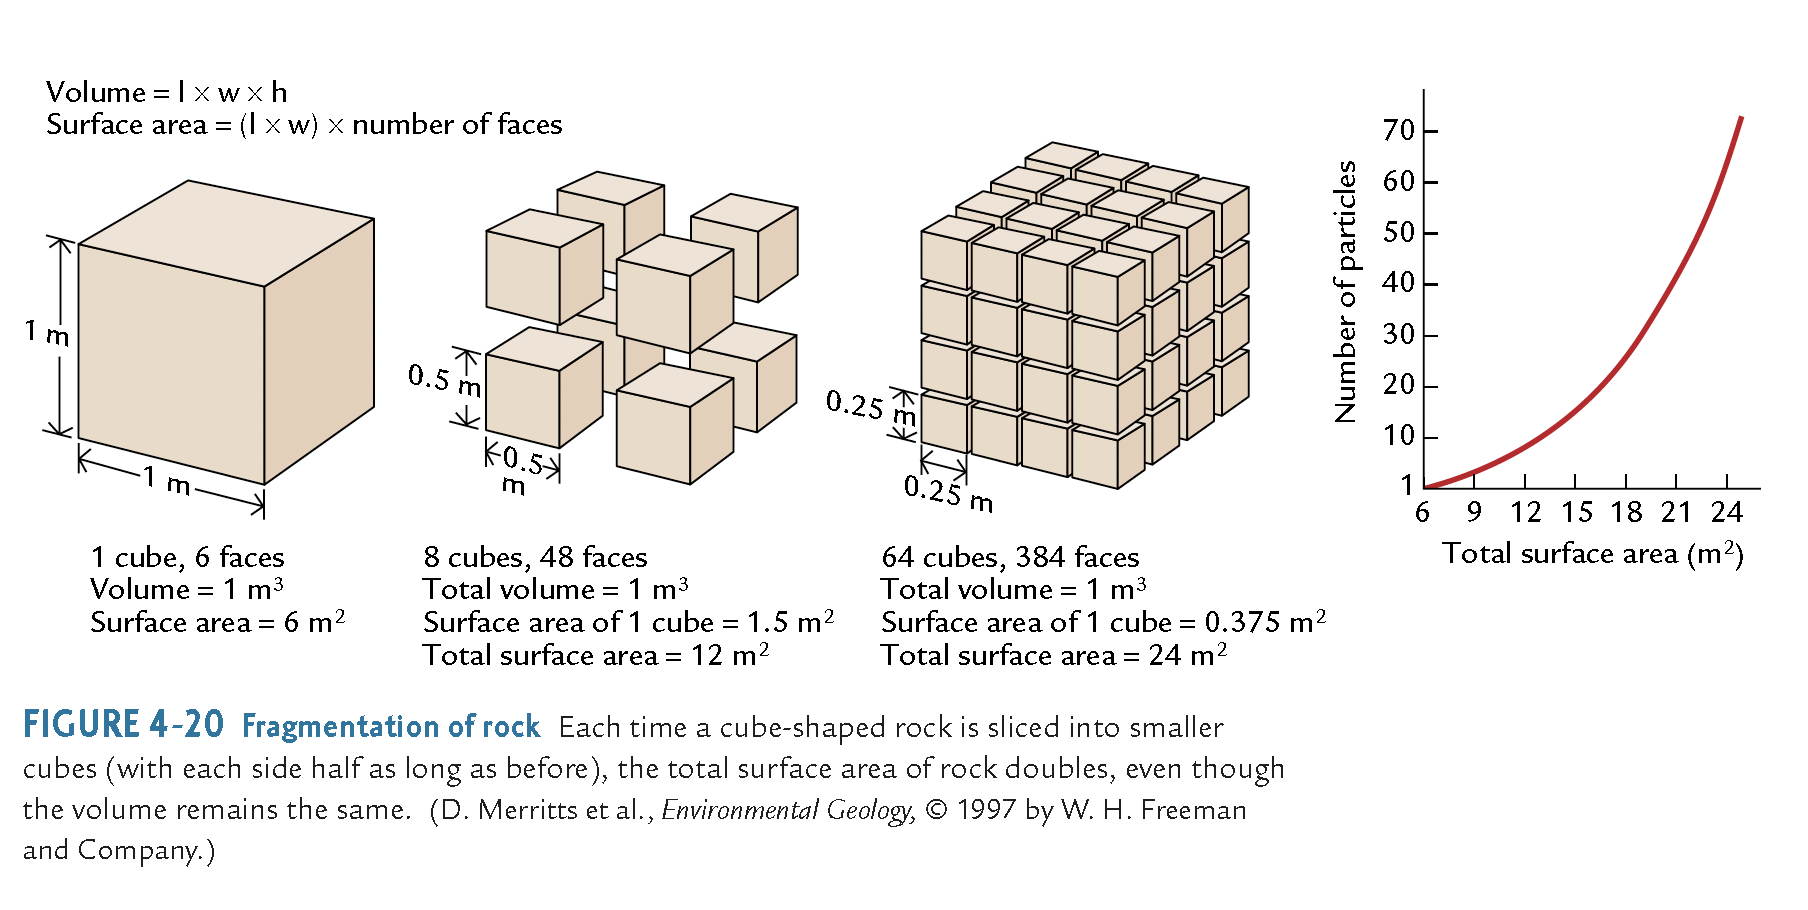 Volume = l × w × h
Surface area = (l × w) × number of faces
1 m
1 m
0.5 m
0.5
m
0.25 m
0.25 m
1 cube, 6 faces
Volume = 1 m³
Surface area = 6 m²
8 cubes, 48 faces
Total volume = 1 m³
Surface area of 1 cube = 1.5 m²
Total surface area = 12 m²
64 cubes, 384 faces
Total volume = 1 m³
Surface area of 1 cube = 0.375 m²
Total surface area = 24 m²
Number of particles
70
60
50
40
30
20
10
1
6 9 12 15 18 21 24
Total surface area (m²)
FIGURE 4-20 Fragmentation of rock Each time a cube-shaped rock is sliced into smaller
cubes (with each side half as long as before), the total surface area of rock doubles, even though
the volume remains the same. (D. Merritts et al., Environmental Geology, © 1997 by W. H. Freeman
and Company.)